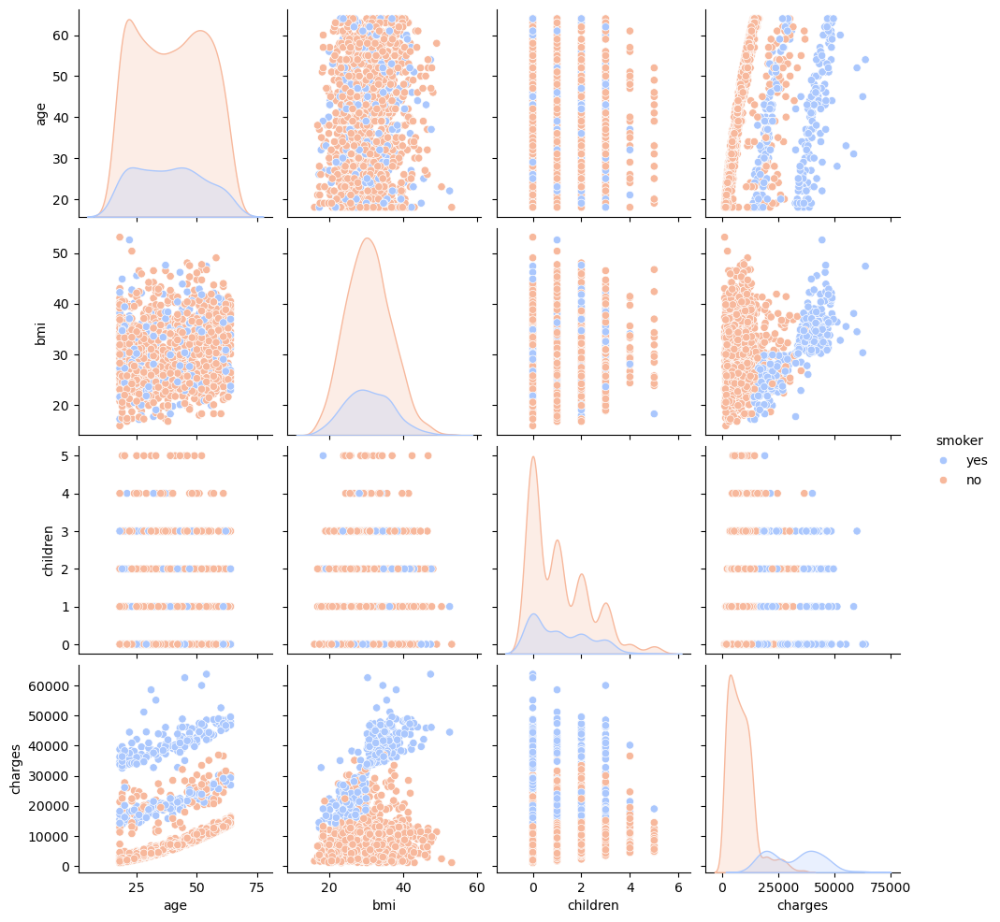 60
50
40
30
20
age
50
40
30
20
bmi
smoker
yes
no
5
4
3
2
1
0
children
60000
50000
40000
30000
20000
10000
0
charges
25 50 75
20 40 60
0 2 4 6
0 25000 50000 75000
age bmi children charges